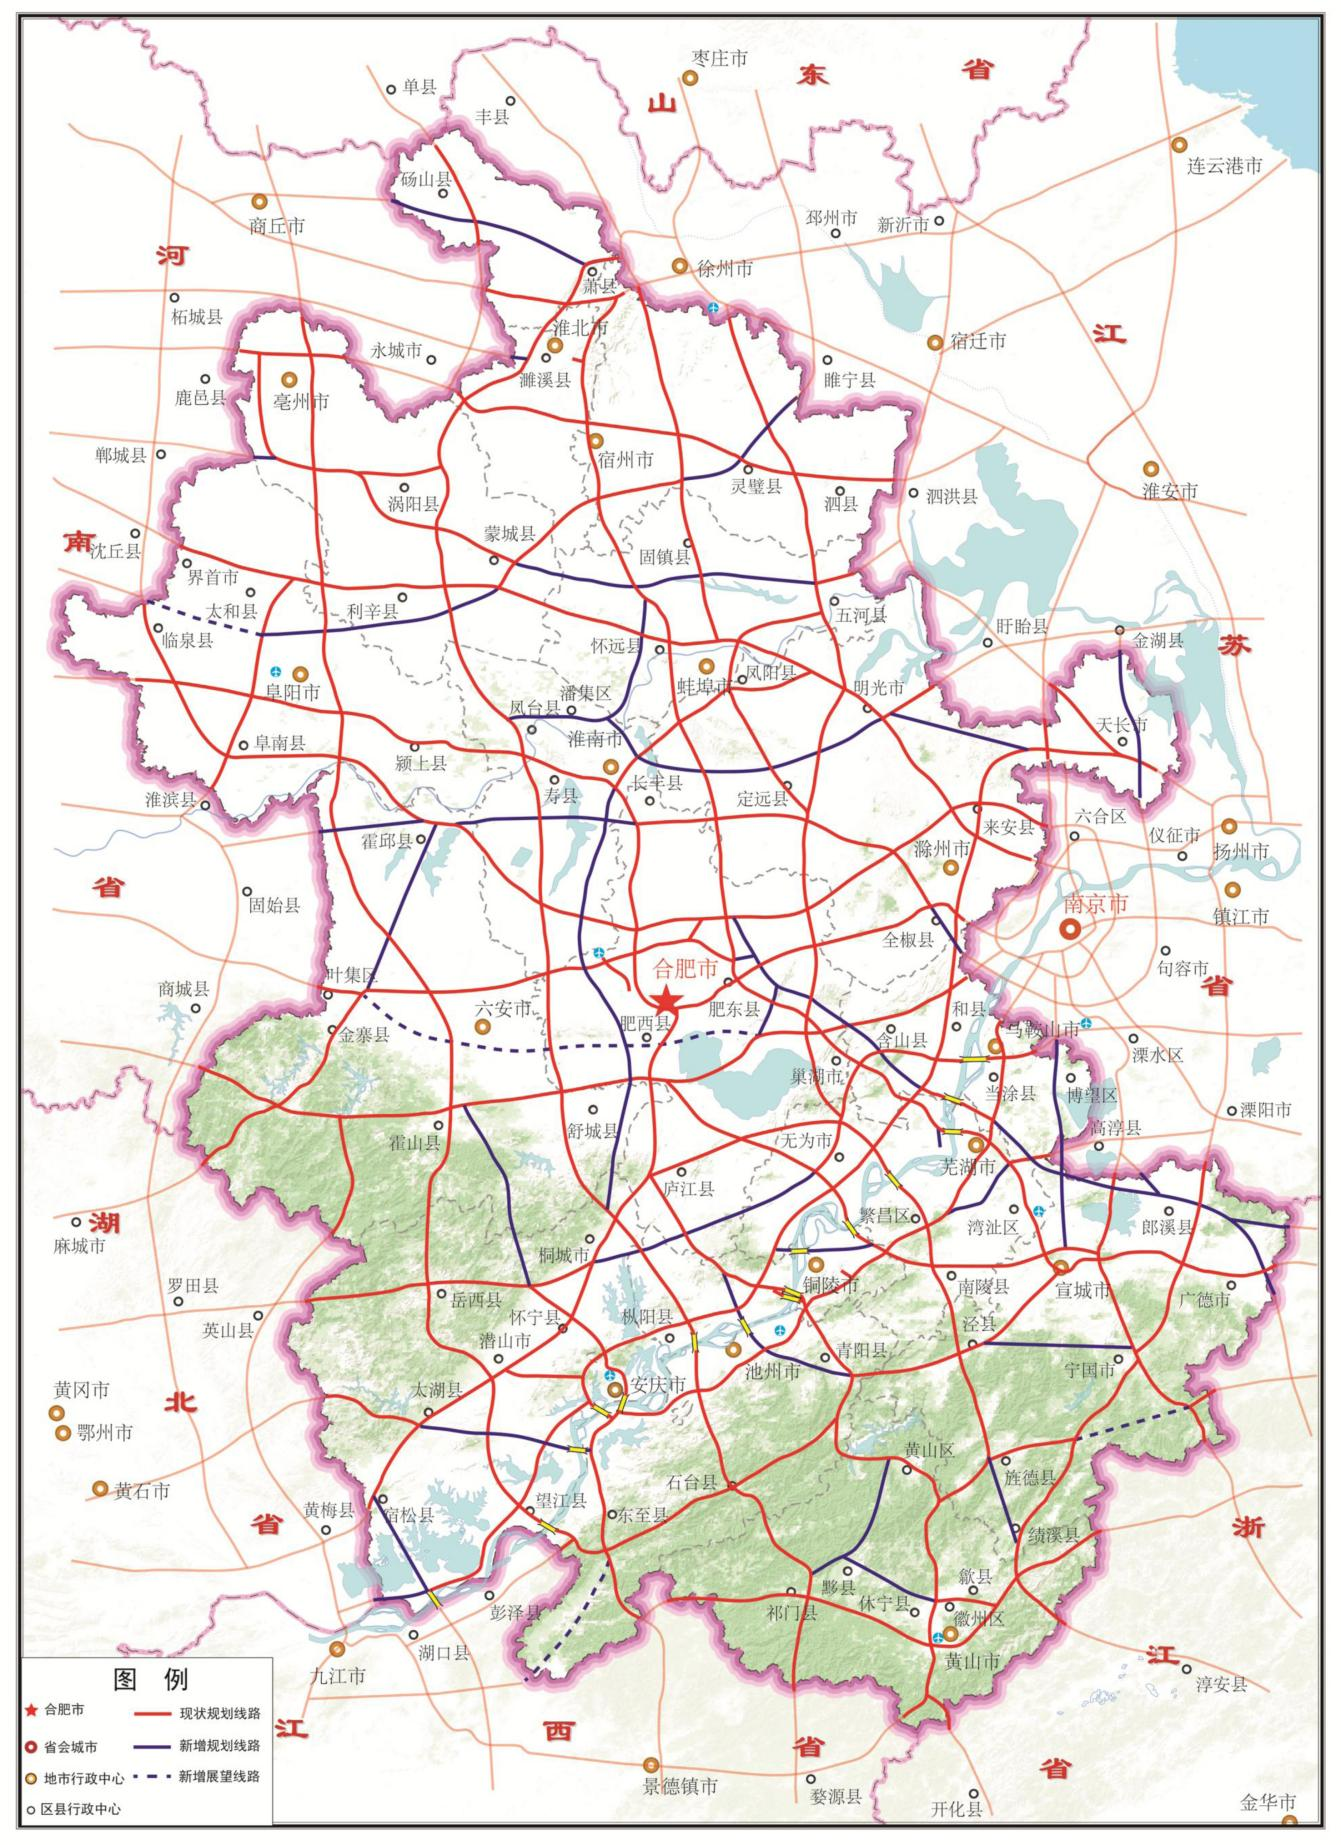 枣庄市
山
东
省
单县
丰县
连云港市
砀山县
商丘市
邳州市
新沂市
河
徐州市
萧县
柘城县
淮北市
永城市
江
宿迁市
濉溪县
睢宁县
鹿邑县
亳州市
郸城县
宿州市
灵璧县
泗县
泗洪县
淮安市
涡阳县
南
沈丘县
蒙城县
固镇县
界首市
太和县
利辛县
五河县
临泉县
盱眙县
金湖县
苏
怀远县
阜阳市
蚌埠市
凤阳县
明光市
潘集区
凤台县
天长市
阜南县
淮南市
颍上县
长丰县
寿县
定远县
淮滨县
来安县
六合区
仪征市
扬州市
霍邱县
滁州市
省
固始县
南京市
镇江市
全椒县
合肥市
叶集区
句容市
商城县
省
六安市
肥东县
金寨县
肥西县
和县
马鞍山市
含山县
溧水区
巢湖市
当涂县
博望区
溧阳市
霍山县
舒城县
无为市
高淳县
芜湖市
庐江县
繁昌区
湾沚区
郎溪县
湖
麻城市
桐城市
铜陵市
南陵县
宣城市
广德市
罗田县
岳西县
怀宁县
枞阳县
英山县
潜山市
泾县
青阳县
池州市
宁国市
黄冈市
太湖县
安庆市
北
鄂州市
黄山区
旌德县
黄石市
石台县
望江县
黄梅县
宿松县
东至县
省
绩溪县
浙
歙县
黟县
休宁县
祁门县
徽州区
彭泽县
湖口县
九江市
黄山市
江
淳安县
江
西
省
省
景德镇市
婺源县
开化县
金华市
图 例
合肥市
现状规划线路
省会城市
新增规划线路
地市行政中心
新增展望线路
区县行政中心